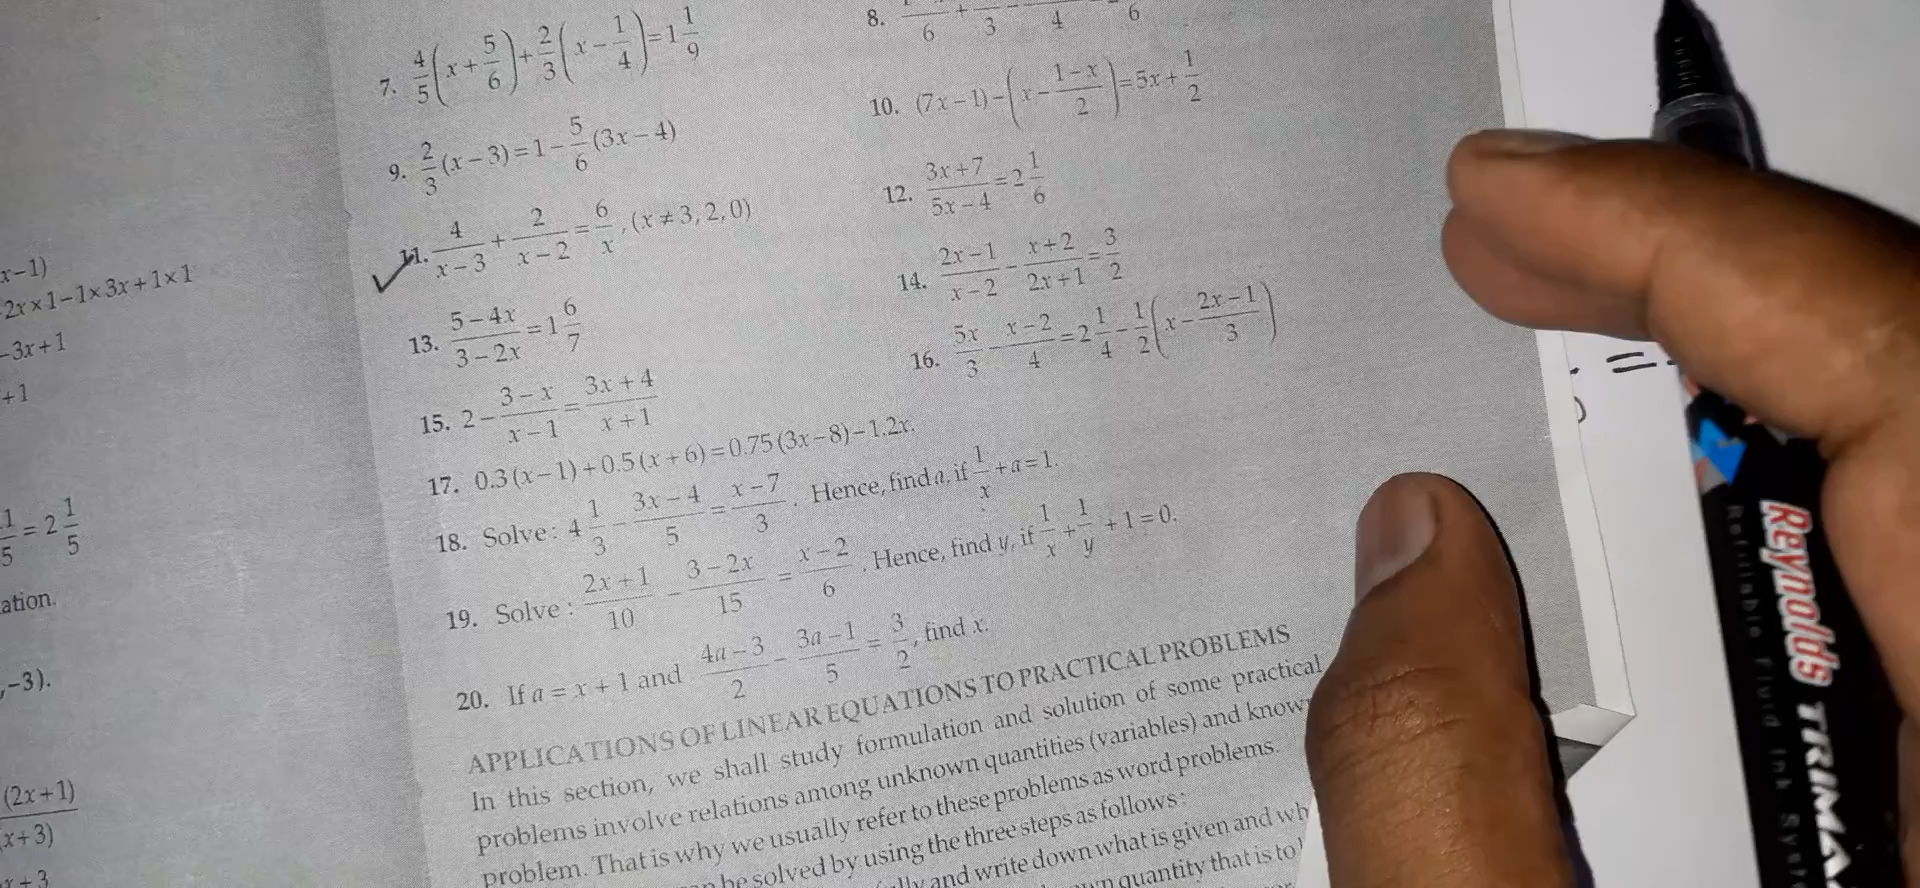 x-1)
2x×1-1×3x+1×1
-3x+1
+1
1/5 = 2 1/5
ation.
,-3).
(2x+1)
x+3)
x+3
7. 4/5 (x + 5/6) + 2/3 (x - 1/4) = 1 1/9
8. /6 + /3 - /4 /6
9. 2/3 (x-3) = 1 - 5/6 (3x-4)
10. (7x-1) - (x - (1-x)/2) = 5x + 1/2
11. 4/(x-3) + 2/(x-2) = 6/x, (x ≠ 3, 2, 0)
12. (3x+7)/(5x-4) = 2 1/6
13. (5-4x)/(3-2x) = 1 6/7
14. (2x-1)/(x-2) - (x+2)/(2x+1) = 3/2
15. 2 - (3-x)/(x-1) = (3x+4)/(x+1)
16. 5x/3 - (x-2)/4 = 2 1/4 - 1/2 (x - (2x-1)/3)
17. 0.3(x-1)+0.5(x+6)=0.75(3x-8)-1.2x.
18. Solve: 4 1/3 - (3x-4)/5 = (x-7)/3. Hence, find a, if 1/x + a = 1.
19. Solve: (2x+1)/10 - (3-2x)/15 = (x-2)/6. Hence, find y, if 1/x + 1/y + 1 = 0.
20. If a = x + 1 and (4a-3)/2 - (3a-1)/5 = 3/2, find x.
APPLICATIONS OF LINEAR EQUATIONS TO PRACTICAL PROBLEMS
In this section, we shall study formulation and solution of some practical
problems involve relations among unknown quantities (variables) and know
problem. That is why we usually refer to these problems as word problems.
be solved by using the three steps as follows:
and write down what is given and wh
quantity that is to
=
Reynolds TRIMA
Refillable Fluid Ink Syste